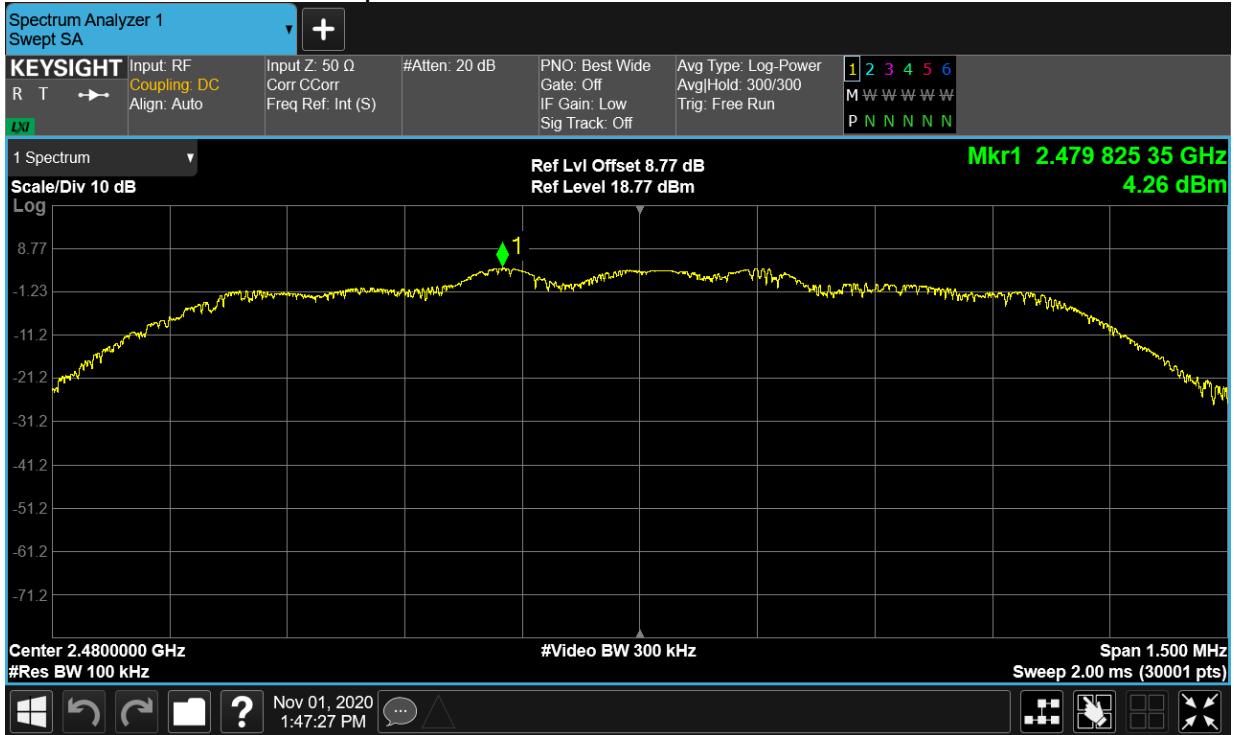 Spectrum Analyzer 1
Swept SA
+
KEYSIGHT
R T
LXI
Input: RF
Coupling: DC
Align: Auto
Input Z: 50 Ω
Corr CCorr
Freq Ref: Int (S)
#Atten: 20 dB
PNO: Best Wide
Gate: Off
IF Gain: Low
Sig Track: Off
Avg Type: Log-Power
Avg|Hold: 300/300
Trig: Free Run
1 2 3 4 5 6
M W W W W W
P N N N N N
1 Spectrum
Scale/Div 10 dB
Log
Ref Lvl Offset 8.77 dB
Ref Level 18.77 dBm
Mkr1 2.479 825 35 GHz
4.26 dBm
1
8.77
-1.23
-11.2
-21.2
-31.2
-41.2
-51.2
-61.2
-71.2
Center 2.4800000 GHz
#Res BW 100 kHz
#Video BW 300 kHz
Span 1.500 MHz
Sweep 2.00 ms (30001 pts)
?
Nov 01, 2020
1:47:27 PM